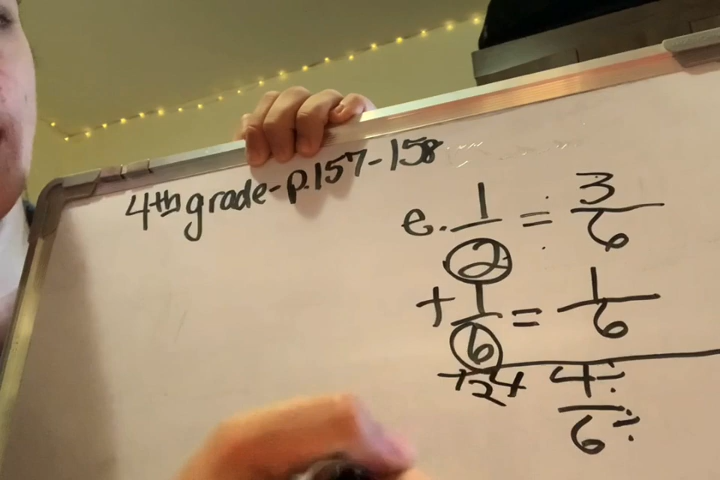 4th grade-p.157-158
e. 1/2 = 3/6
+ 1/6 = 1/6
4÷
6÷